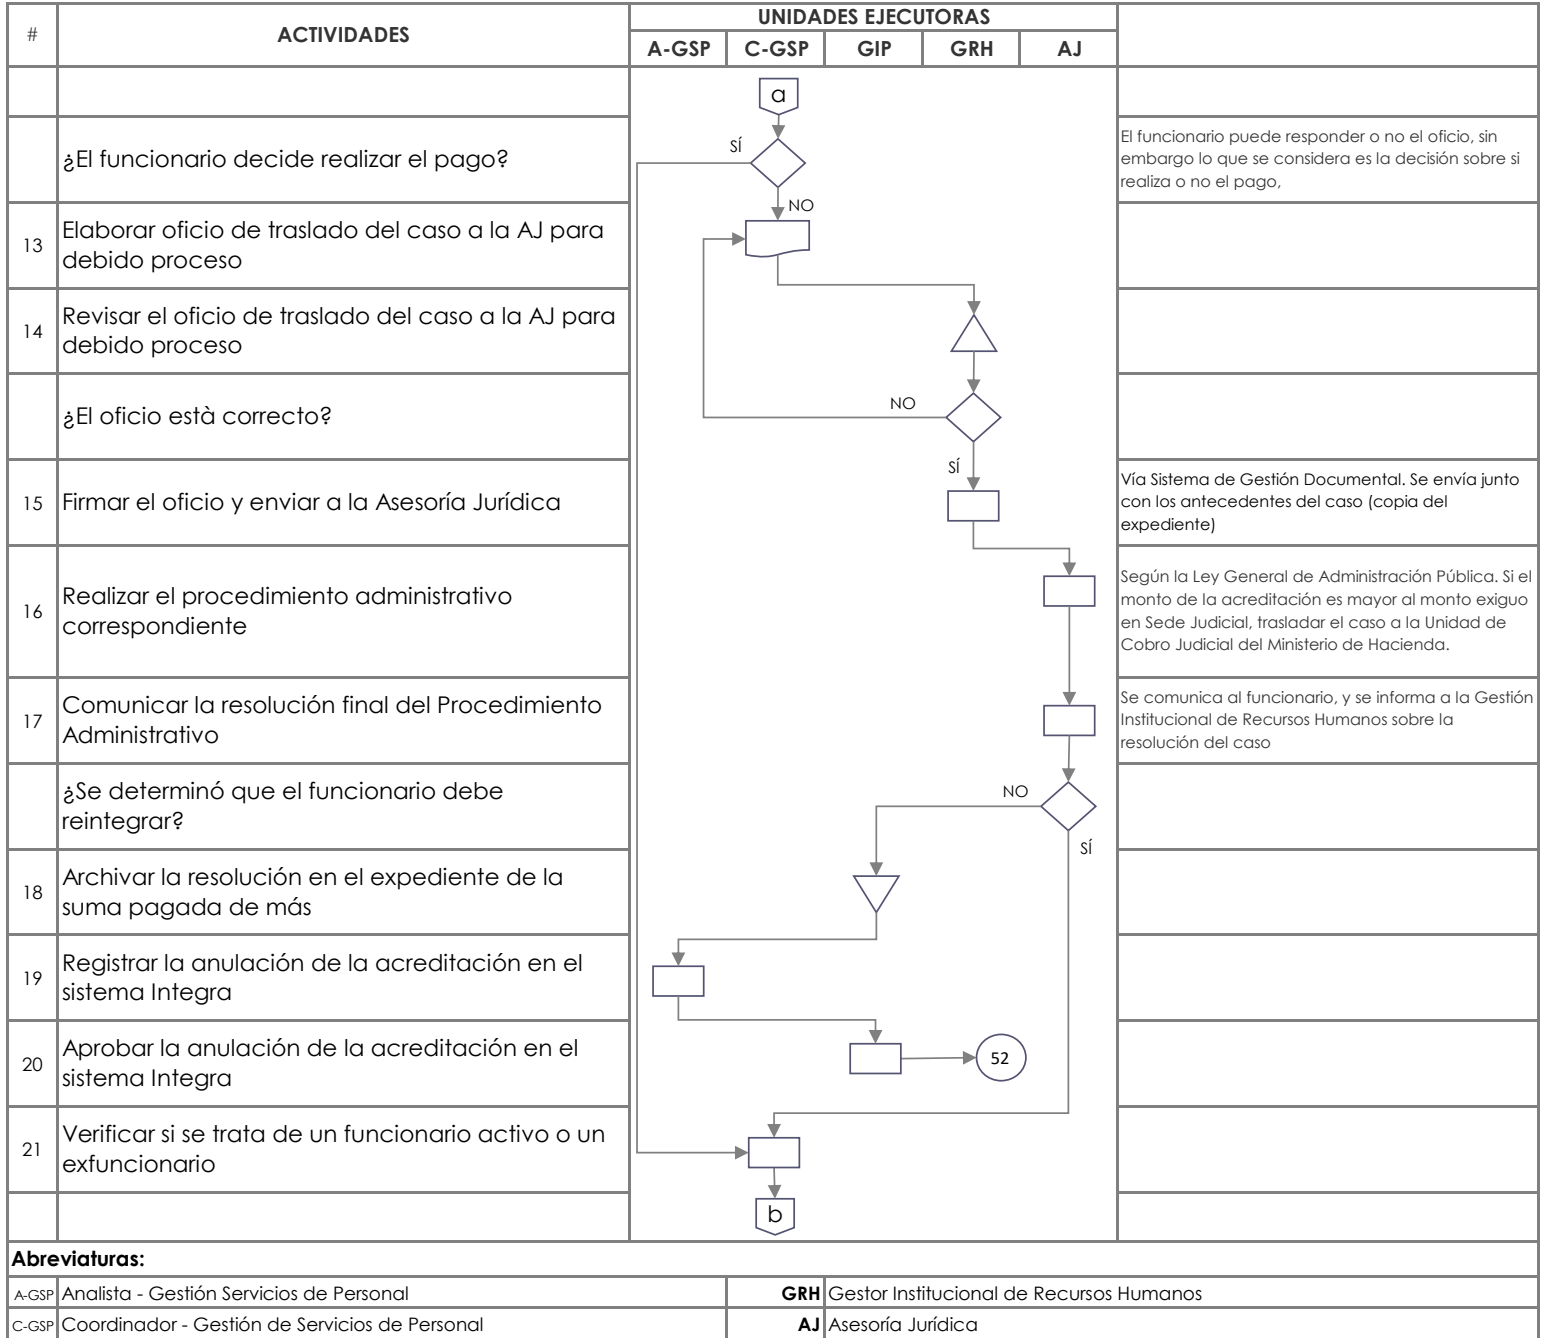 #
ACTIVIDADES
UNIDADES EJECUTORAS
A-GSP
C-GSP
GIP
GRH
AJ
a
¿El funcionario decide realizar el pago?
SÍ
NO
El funcionario puede responder o no el oficio, sin
embargo lo que se considera es la decisión sobre si
realiza o no el pago,
13
Elaborar oficio de traslado del caso a la AJ para
debido proceso
14
Revisar el oficio de traslado del caso a la AJ para
debido proceso
¿El oficio està correcto?
NO
SÍ
15
Firmar el oficio y enviar a la Asesoría Jurídica
Vía Sistema de Gestión Documental. Se envía junto
con los antecedentes del caso (copia del
expediente)
16
Realizar el procedimiento administrativo
correspondiente
Según la Ley General de Administración Pública. Si el
monto de la acreditación es mayor al monto exiguo
en Sede Judicial, trasladar el caso a la Unidad de
Cobro Judicial del Ministerio de Hacienda.
17
Comunicar la resolución final del Procedimiento
Administrativo
Se comunica al funcionario, y se informa a la Gestión
Institucional de Recursos Humanos sobre la
resolución del caso
¿Se determinó que el funcionario debe
reintegrar?
NO
SÍ
18
Archivar la resolución en el expediente de la
suma pagada de más
19
Registrar la anulación de la acreditación en el
sistema Integra
20
Aprobar la anulación de la acreditación en el
sistema Integra
52
21
Verificar si se trata de un funcionario activo o un
exfuncionario
b
Abreviaturas:
A-GSP Analista - Gestión Servicios de Personal
GRH Gestor Institucional de Recursos Humanos
C-GSP Coordinador - Gestión de Servicios de Personal
AJ Asesoría Jurídica